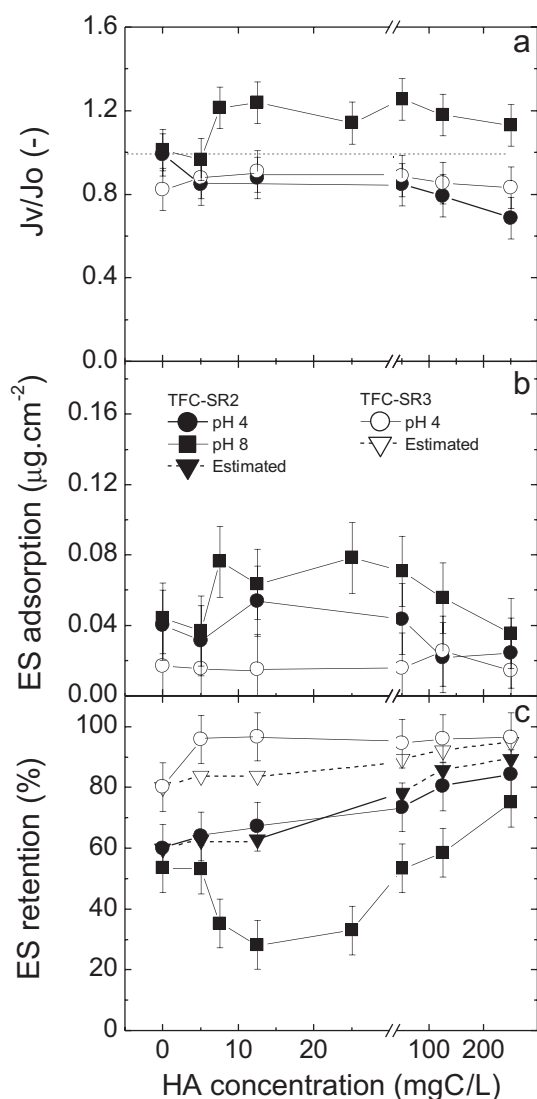 a
1.2
0.8
0.4
0.0
Jv/Jo (-)
b
TFC-SR2
pH 4
pH 8
Estimated
TFC-SR3
pH 4
Estimated
0.16
0.12
0.08
0.04
0.00
ES adsorption (μg.cm⁻²)
c
100
80
60
40
20
0
ES retention (%)
0 10 20 100 200
HA concentration (mgC/L)